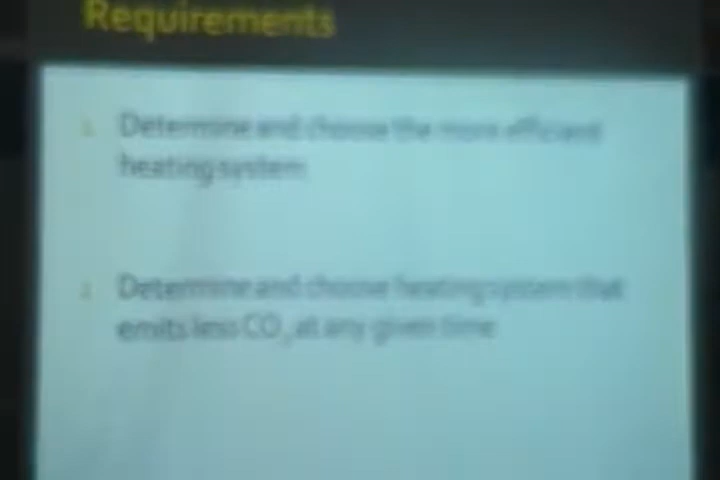 Requirements
1. Determine and choose the more efficient
heating system
2. Determine and choose heating system that
emits less CO₂ at any given time